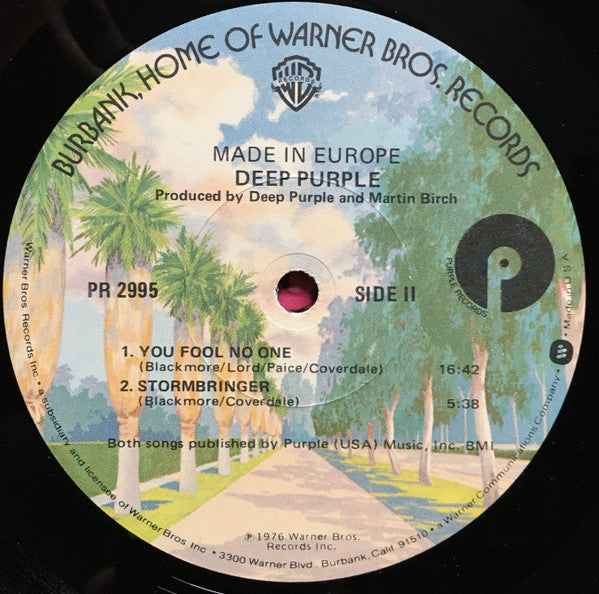 BURBANK, HOME OF WARNER BROS. RECORDS
RECORDS
MADE IN EUROPE
DEEP PURPLE
Produced by Deep Purple and Martin Birch
PR 2995
SIDE II
PURPLE RECORDS
1. YOU FOOL NO ONE
(Blackmore/Lord/Paice/Coverdale) 16:42
2. STORMBRINGER
(Blackmore/Coverdale) 5:38
Both songs published by Purple (USA) Music, Inc. BMI
℗ 1976 Warner Bros.
Records Inc.
Warner Bros. Records Inc. • a subsidiary and licensee of Warner Bros. Inc. • 3300 Warner Blvd., Burbank, Calif. 91510 • a Warner Communications Company • Made in U S A